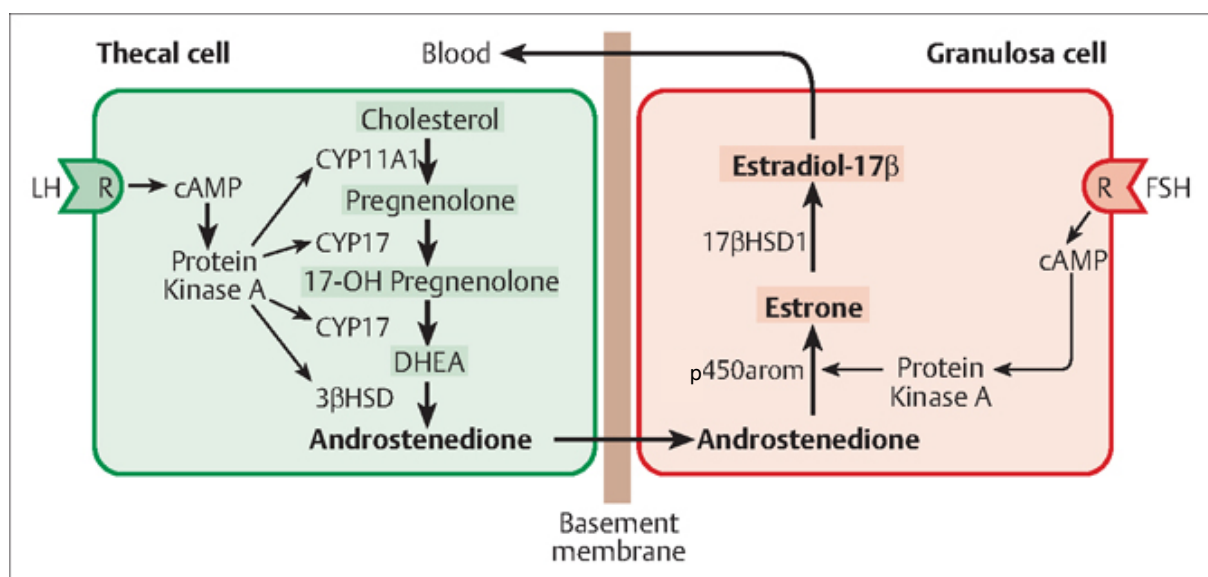 Thecal cell
Blood
Granulosa cell
LH
R
cAMP
Protein
Kinase A
Cholesterol
CYP11A1
Pregnenolone
CYP17
17-OH Pregnenolone
CYP17
DHEA
3βHSD
Androstenedione
Basement
membrane
Estradiol-17β
17βHSD1
Estrone
p450arom
Androstenedione
R
FSH
cAMP
Protein
Kinase A